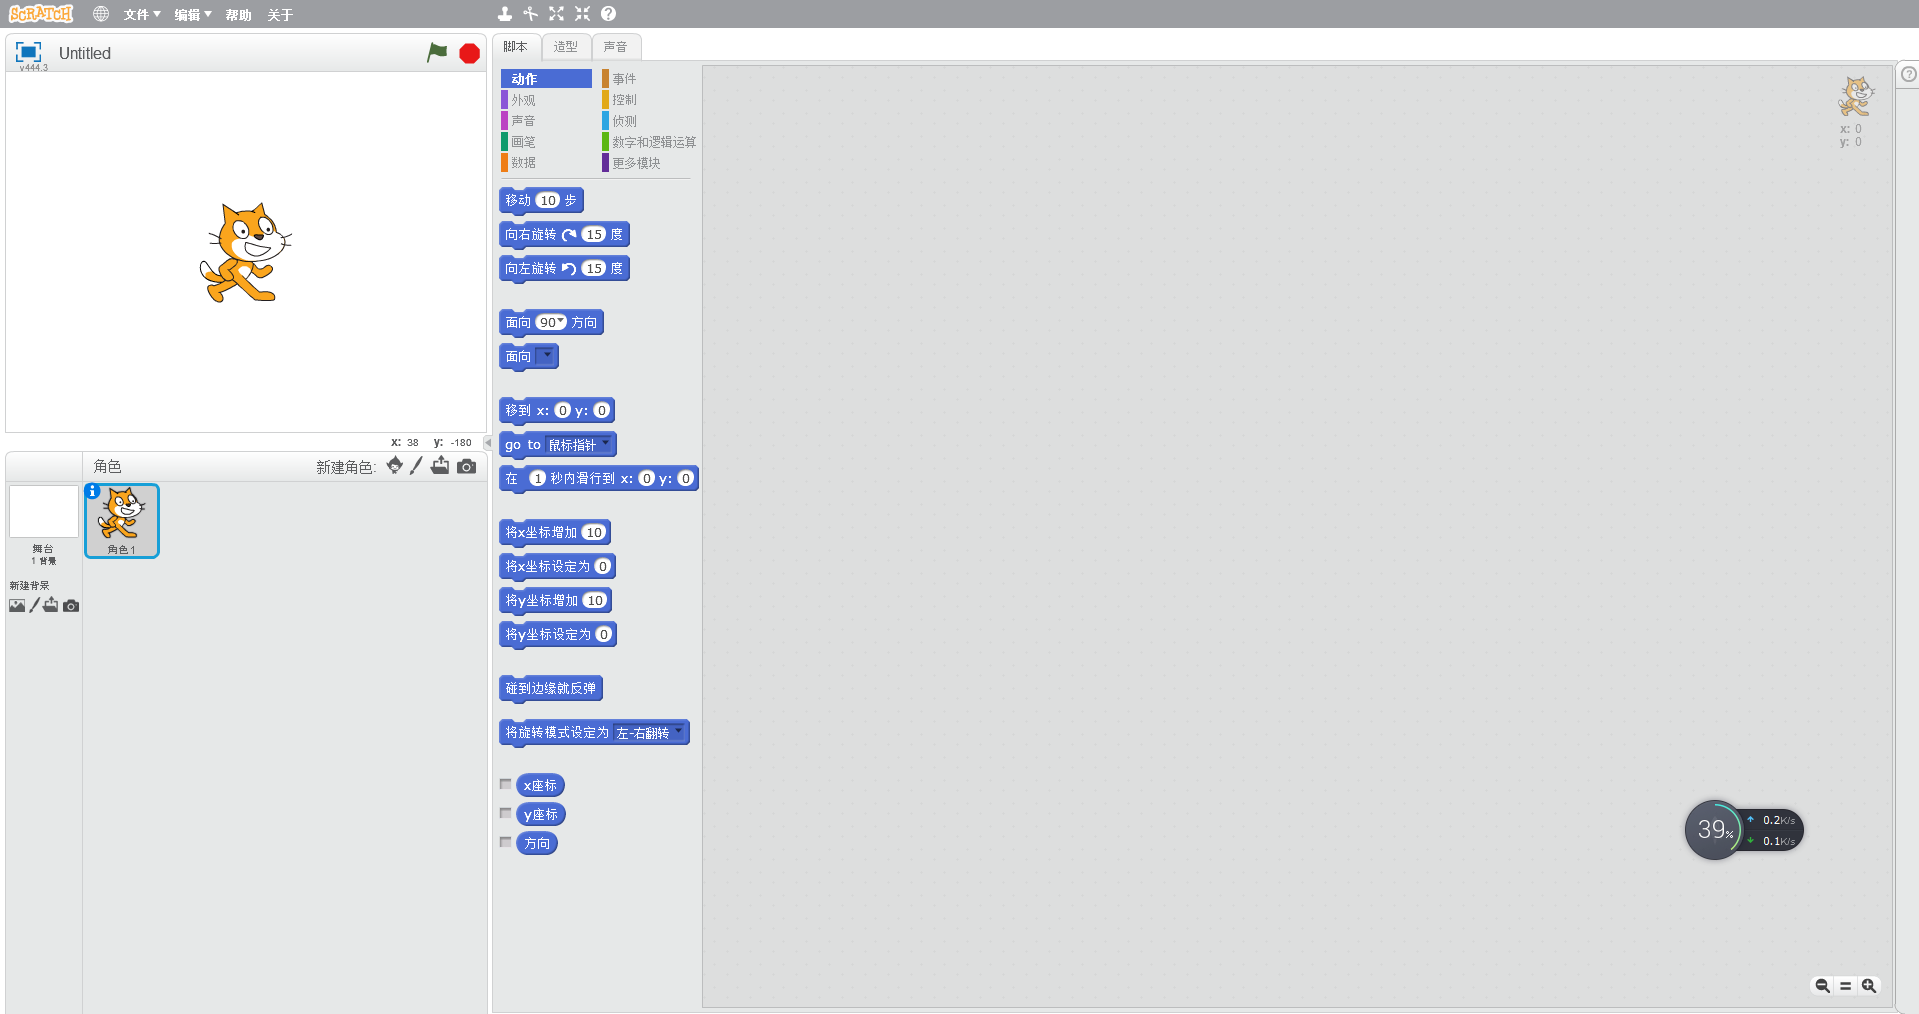 SCRATCH 文件 编辑 帮助 关于
Untitled
v444.3
x: 38 y: -180
角色 新建角色:
角色1
舞台
1 背景
新建背景
脚本 造型 声音
动作 事件
外观 控制
声音 侦测
画笔 数字和逻辑运算
数据 更多模块
移动 10 步
向右旋转 15 度
向左旋转 15 度
面向 90 方向
面向
移到 x: 0 y: 0
go to 鼠标指针
在 1 秒内滑行到 x: 0 y: 0
将x坐标增加 10
将x坐标设定为 0
将y坐标增加 10
将y坐标设定为 0
碰到边缘就反弹
将旋转模式设定为 左-右翻转
x座标
y座标
方向
x: 0
y: 0
39%
0.2K/s
0.1K/s